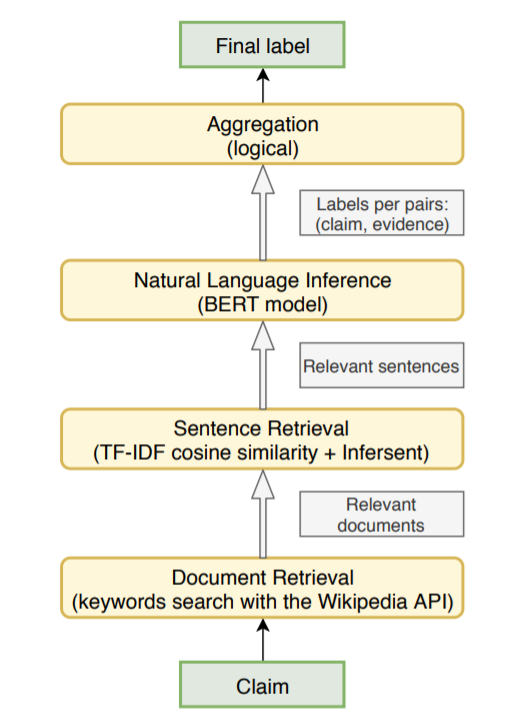 Final label
Aggregation
(logical)
Labels per pairs:
(claim, evidence)
Natural Language Inference
(BERT model)
Relevant sentences
Sentence Retrieval
(TF-IDF cosine similarity + Infersent)
Relevant
documents
Document Retrieval
(keywords search with the Wikipedia API)
Claim